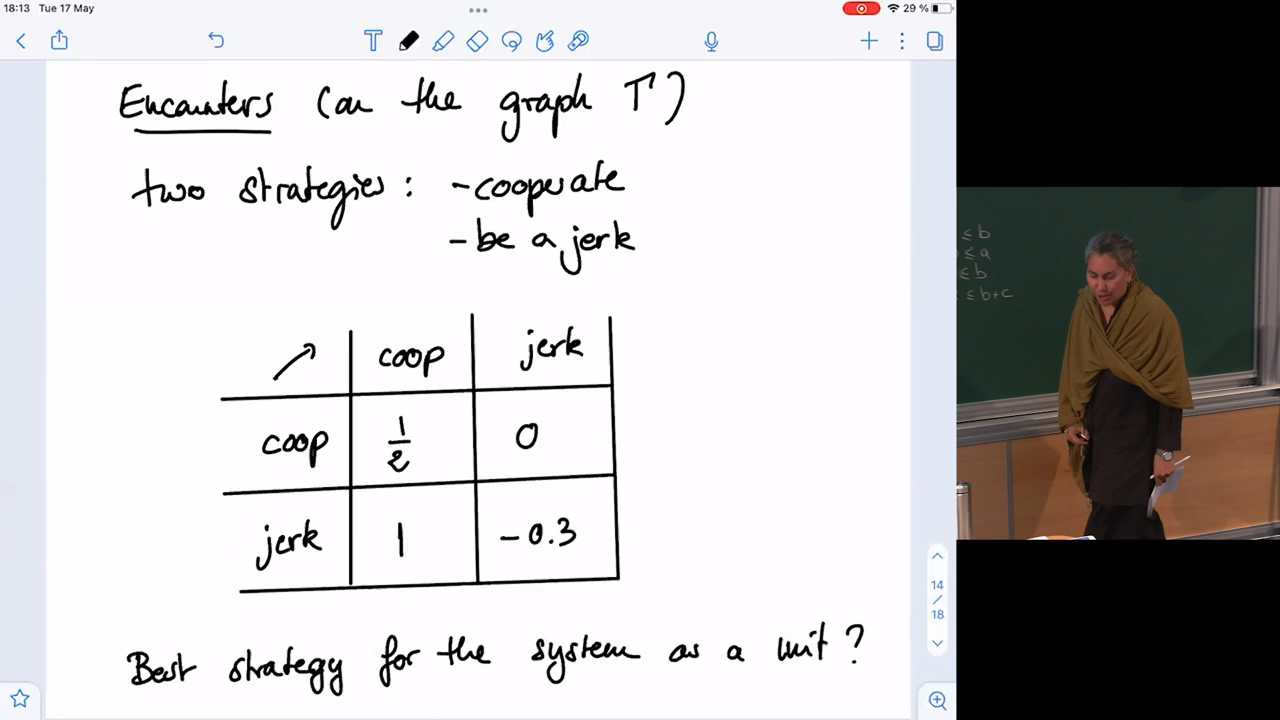 18:13 Tue 17 May
29 %
Encounters (on the graph Γ)
two strategies: - cooperate
- be a jerk
coop jerk
coop 1/2 0
jerk 1 -0.3
Best strategy for the system as a unit?
14
/
18
≤ b
≤ a
≤ b
≤ b+c